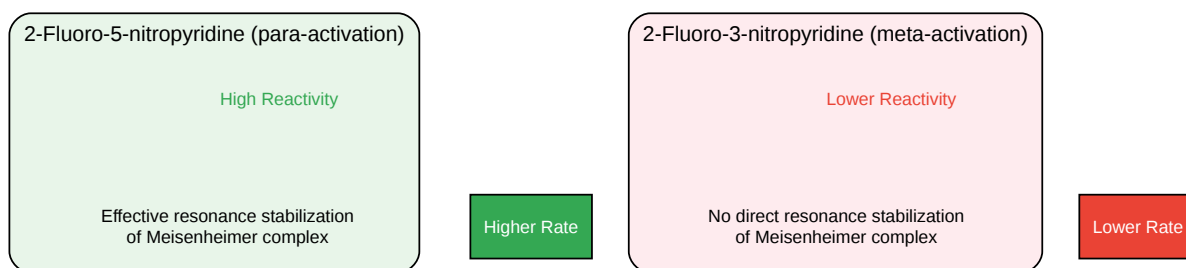 2-Fluoro-5-nitropyridine (para-activation)
High Reactivity
Effective resonance stabilization
of Meisenheimer complex
Higher Rate
2-Fluoro-3-nitropyridine (meta-activation)
Lower Reactivity
No direct resonance stabilization
of Meisenheimer complex
Lower Rate